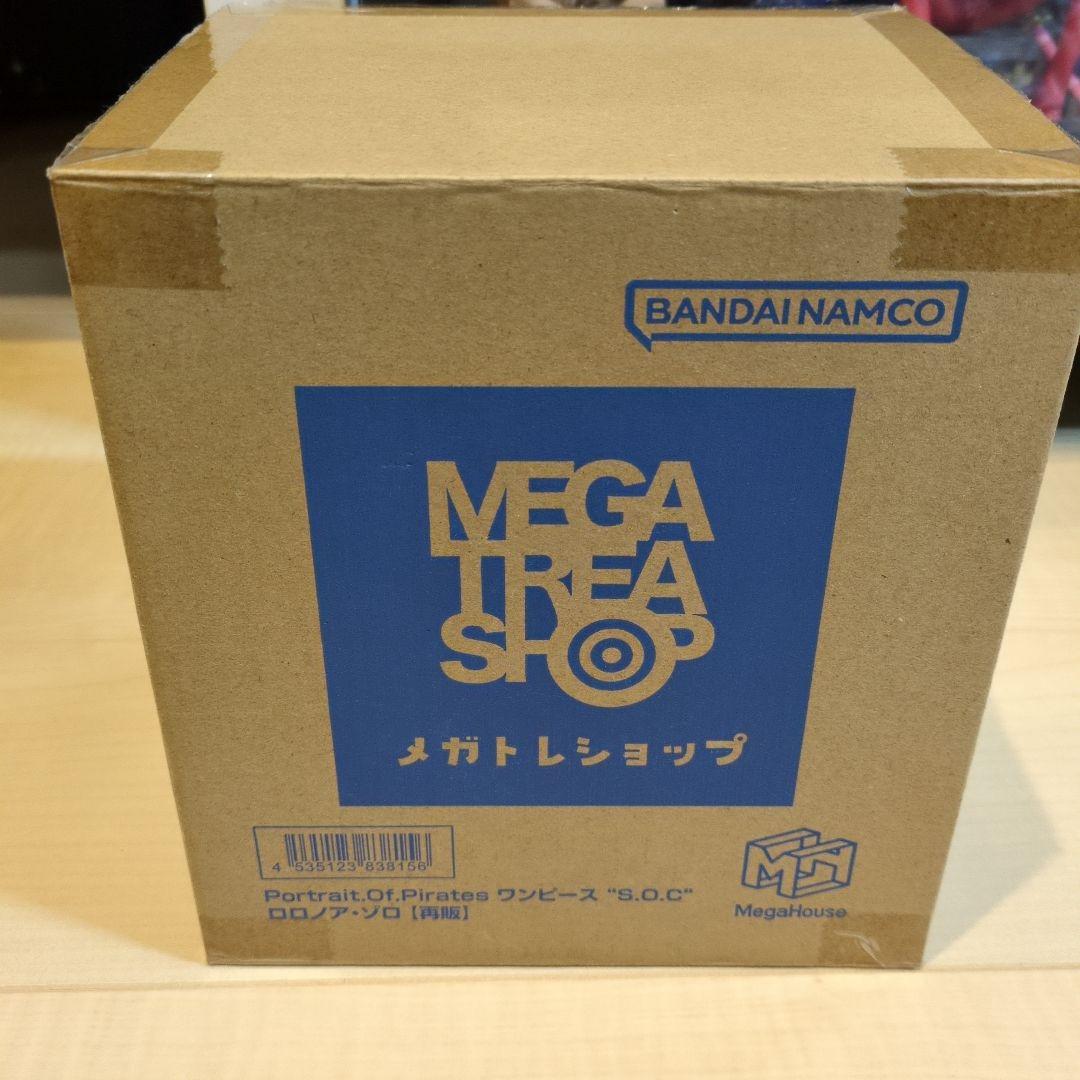 BANDAI NAMCO
MEGA
TREA
SHOP
メガトレショップ
4 535123 838156
Portrait.Of.Pirates ワンピース "S.O.C"
ロロノア・ゾロ【再販】
MH
MegaHouse